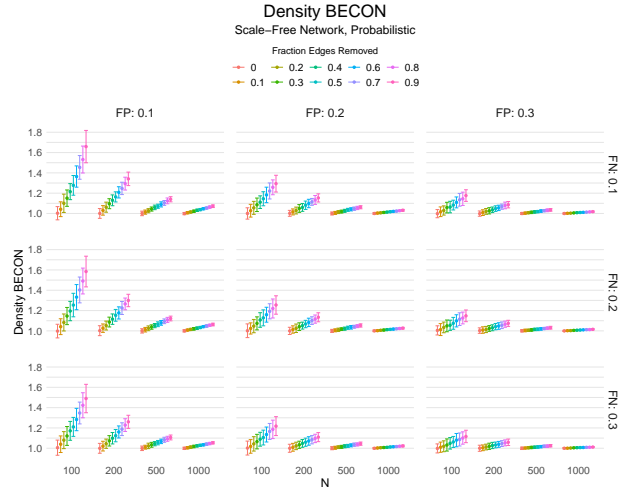 Density BECON
Scale−Free Network, Probabilistic
Fraction Edges Removed
0 0.2 0.4 0.6 0.8
0.1 0.3 0.5 0.7 0.9
FP: 0.1 FP: 0.2 FP: 0.3
1.8
1.6
1.4
1.2
1.0
FN: 0.1
1.8
1.6
1.4
1.2
1.0
FN: 0.2
1.8
1.6
1.4
1.2
1.0
FN: 0.3
Density BECON
100 200 500 1000 100 200 500 1000 100 200 500 1000
N